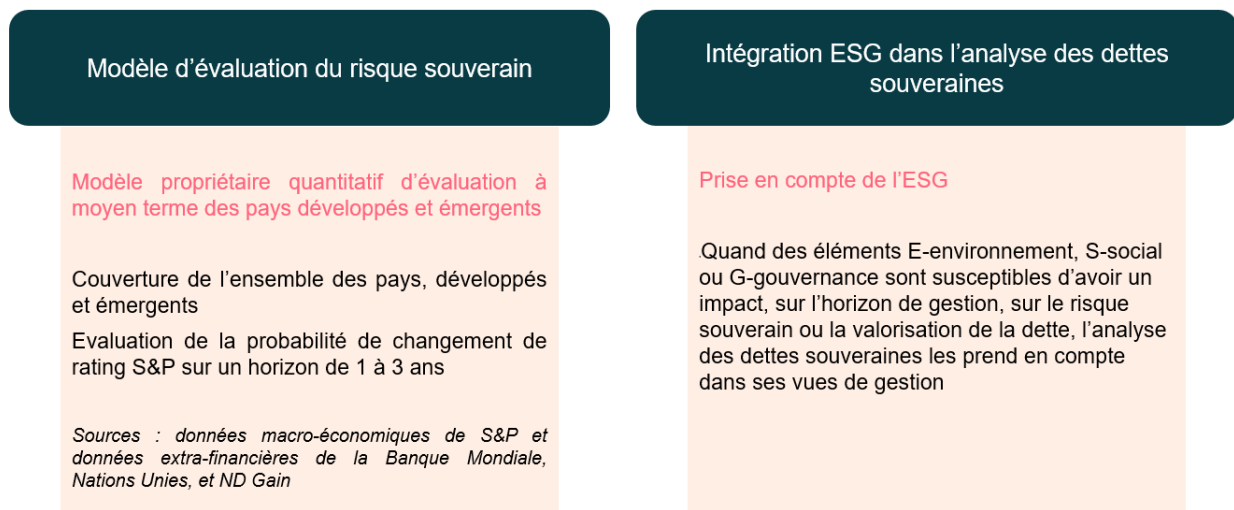 Modèle d'évaluation du risque souverain
Modèle propriétaire quantitatif d'évaluation à
moyen terme des pays développés et émergents
Couverture de l'ensemble des pays, développés
et émergents
Evaluation de la probabilité de changement de
rating S&P sur un horizon de 1 à 3 ans
Sources : données macro-économiques de S&P et
données extra-financières de la Banque Mondiale,
Nations Unies, et ND Gain
Intégration ESG dans l'analyse des dettes
souveraines
Prise en compte de l'ESG
.Quand des éléments E-environnement, S-social
ou G-gouvernance sont susceptibles d'avoir un
impact, sur l'horizon de gestion, sur le risque
souverain ou la valorisation de la dette, l'analyse
des dettes souveraines les prend en compte
dans ses vues de gestion